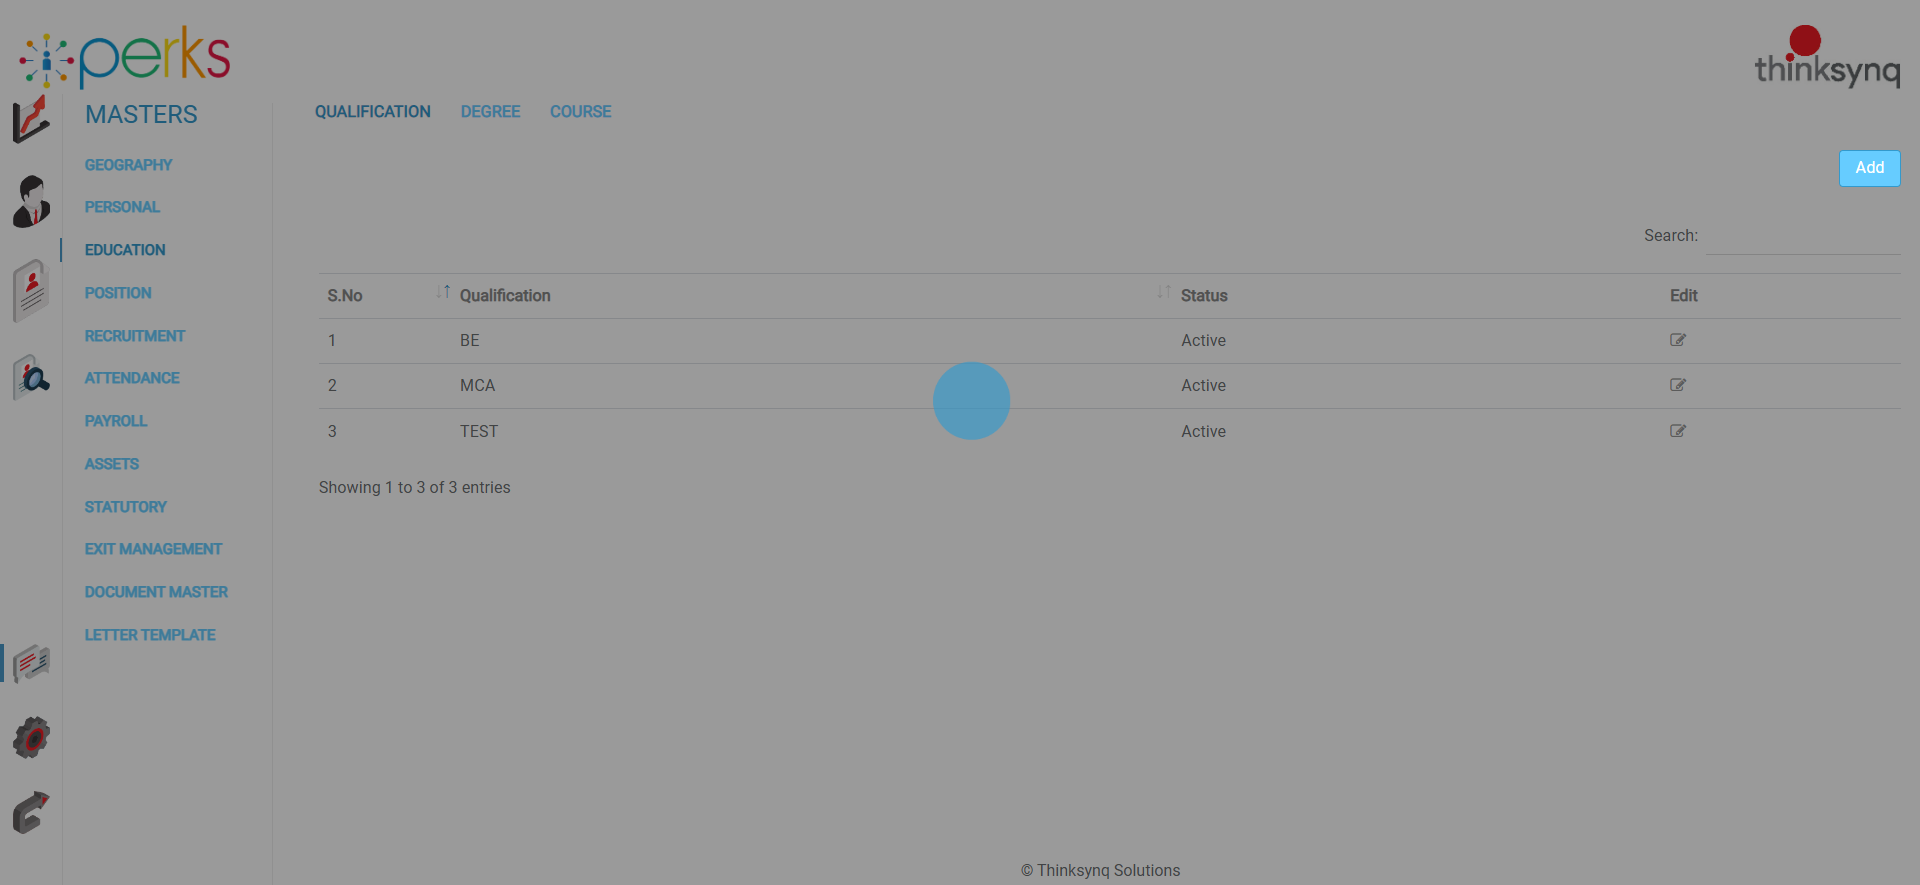 perks
thinksynq
MASTERS
QUALIFICATION DEGREE COURSE
GEOGRAPHY
Add
PERSONAL
Search:
EDUCATION
POSITION
RECRUITMENT
ATTENDANCE
PAYROLL
ASSETS
STATUTORY
EXIT MANAGEMENT
DOCUMENT MASTER
LETTER TEMPLATE
S.No Qualification Status Edit
1 BE Active
2 MCA Active
3 TEST Active
Showing 1 to 3 of 3 entries
© Thinksynq Solutions